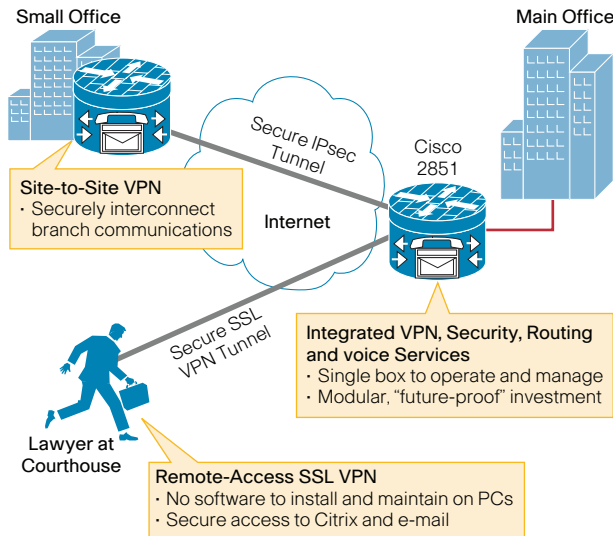 Small Office
Main Office
Secure IPsec
Tunnel
Cisco
2851
Site-to-Site VPN
· Securely interconnect
branch communications
Internet
Secure SSL
VPN Tunnel
Integrated VPN, Security, Routing
and voice Services
· Single box to operate and manage
· Modular, “future-proof” investment
Lawyer at
Courthouse
Remote-Access SSL VPN
· No software to install and maintain on PCs
· Secure access to Citrix and e-mail